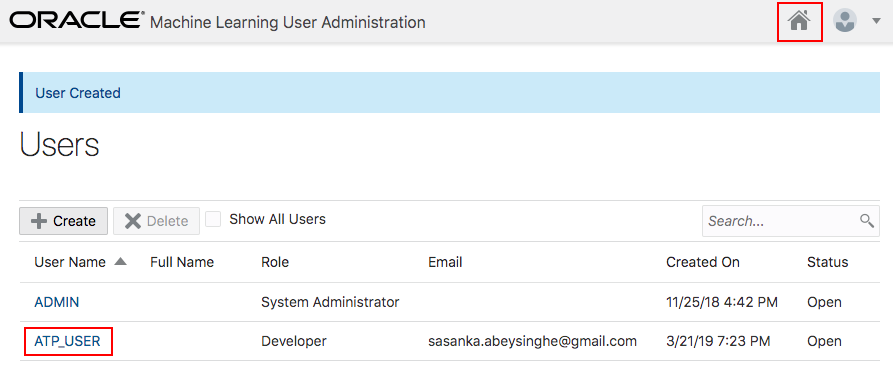 ORACLE® Machine Learning User Administration
User Created
Users
Create Delete Show All Users Search...
User Name Full Name Role Email Created On Status
ADMIN System Administrator 11/25/18 4:42 PM Open
ATP_USER Developer sasanka.abeysinghe@gmail.com 3/21/19 7:23 PM Open